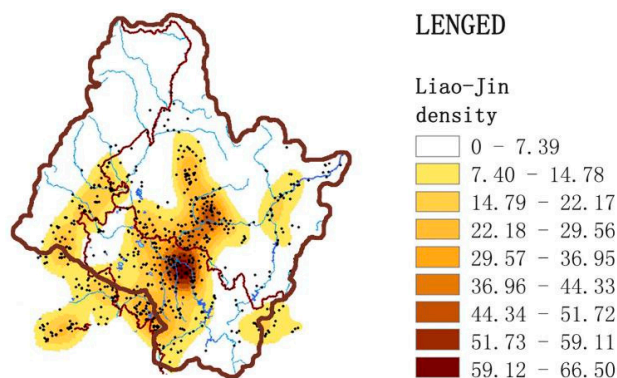 LENGED
Liao-Jin
density
0 - 7.39
7.40 - 14.78
14.79 - 22.17
22.18 - 29.56
29.57 - 36.95
36.96 - 44.33
44.34 - 51.72
51.73 - 59.11
59.12 - 66.50